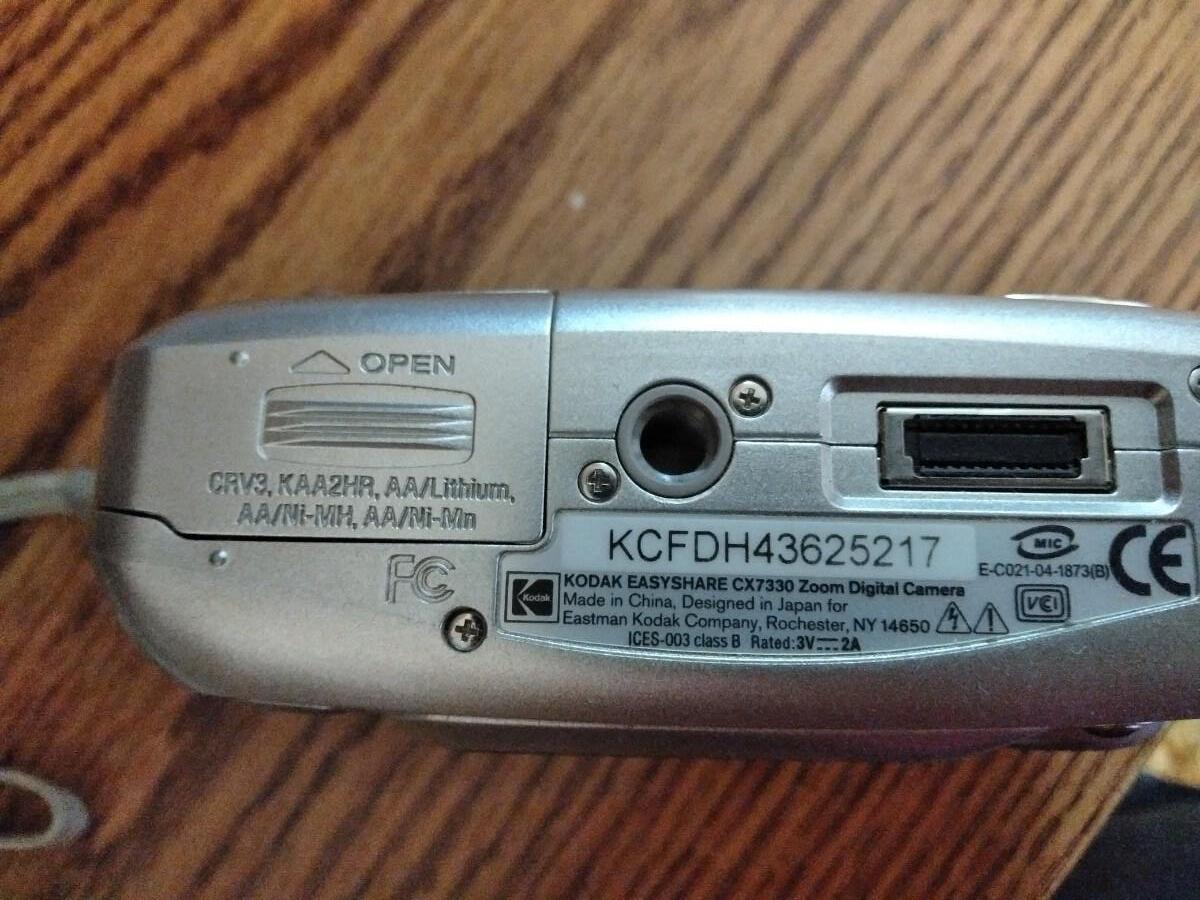 OPEN
CRV3, KAA2HR, AA/Lithium,
AA/Ni-MH, AA/Ni-Mn
FC
KCFDH43625217
MIC
E-C021-04-1873(B)
CE
Kodak
KODAK EASYSHARE CX7330 Zoom Digital Camera
Made in China, Designed in Japan for
Eastman Kodak Company, Rochester, NY 14650
VCI
ICES-003 class B Rated:3V⎓2A